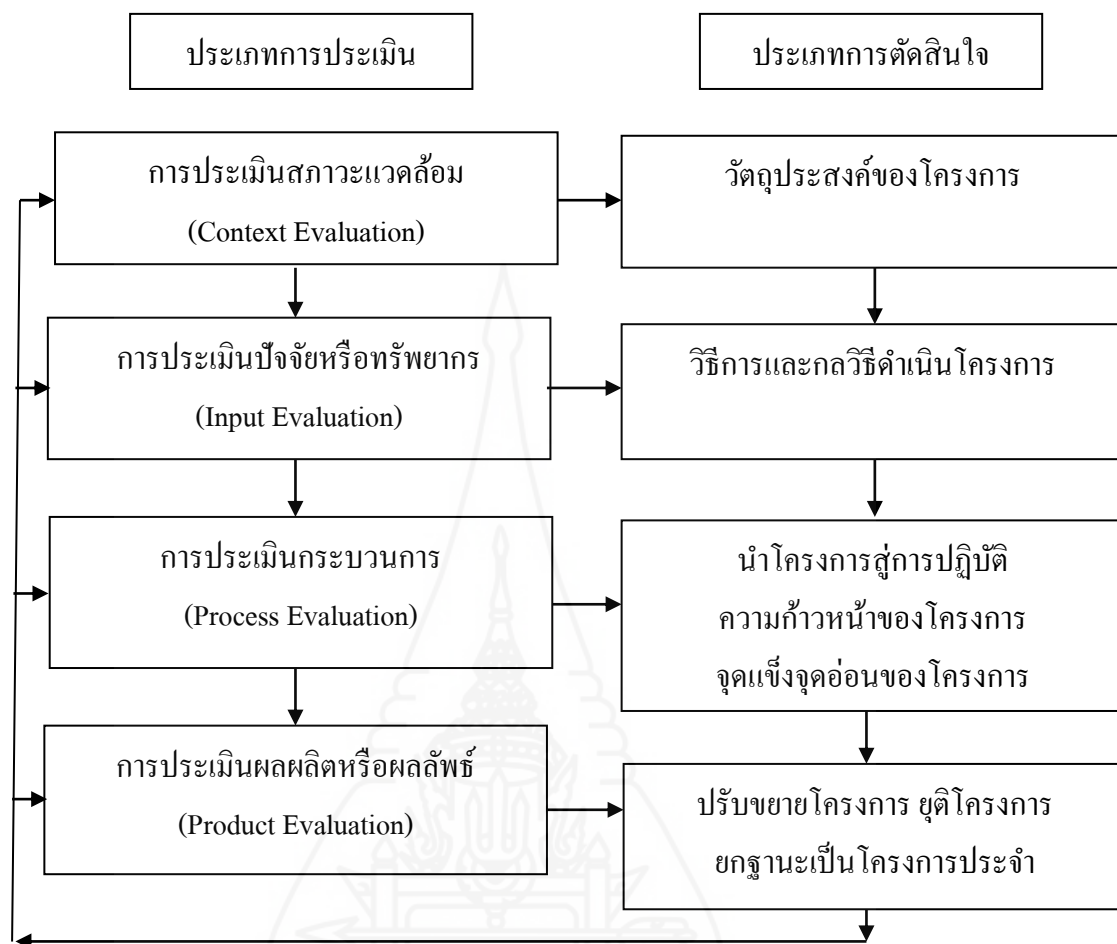 ประเภทการประเมิน
ประเภทการตัดสินใจ
การประเมินสภาวะแวดล้อม
(Context Evaluation)
วัตถุประสงค์ของโครงการ
การประเมินปัจจัยหรือทรัพยากร
(Input Evaluation)
วิธีการและกลวิธีดำเนินโครงการ
การประเมินกระบวนการ
(Process Evaluation)
นำโครงการสู่การปฏิบัติ
ความก้าวหน้าของโครงการ
จุดแข็งจุดอ่อนของโครงการ
การประเมินผลผลิตหรือผลลัพธ์
(Product Evaluation)
ปรับขยายโครงการ ยุติโครงการ
ยกฐานะเป็นโครงการประจำ